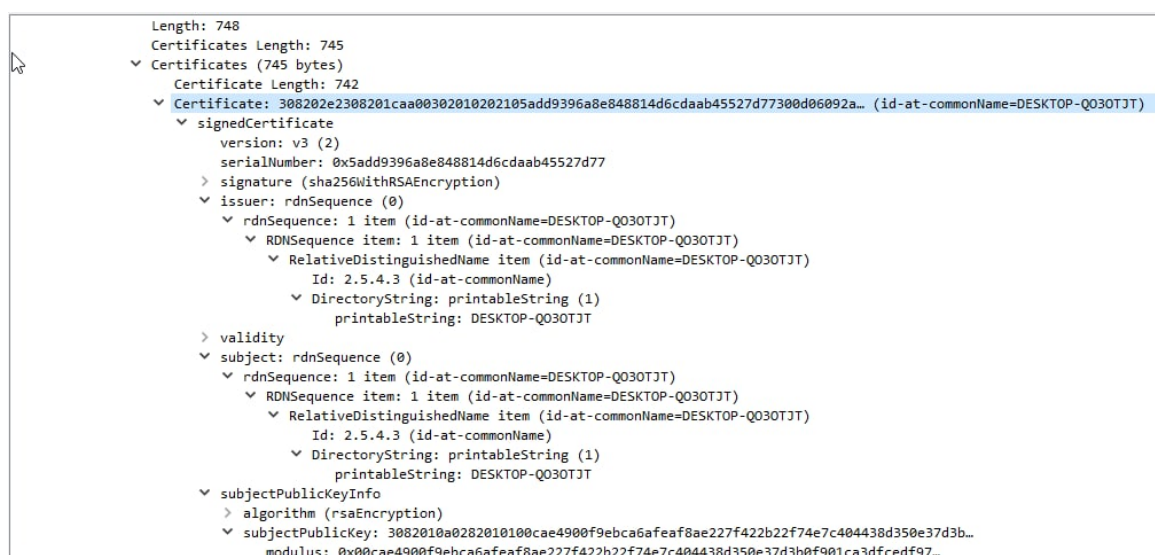 Length: 748
Certificates Length: 745
Certificates (745 bytes)
Certificate Length: 742
Certificate: 308202e2308201caa00302010202105add9396a8e848814d6cdaab45527d77300d06092a… (id-at-commonName=DESKTOP-QO3OTJT)
signedCertificate
version: v3 (2)
serialNumber: 0x5add9396a8e848814d6cdaab45527d77
signature (sha256WithRSAEncryption)
issuer: rdnSequence (0)
rdnSequence: 1 item (id-at-commonName=DESKTOP-QO3OTJT)
RDNSequence item: 1 item (id-at-commonName=DESKTOP-QO3OTJT)
RelativeDistinguishedName item (id-at-commonName=DESKTOP-QO3OTJT)
Id: 2.5.4.3 (id-at-commonName)
DirectoryString: printableString (1)
printableString: DESKTOP-QO3OTJT
validity
subject: rdnSequence (0)
rdnSequence: 1 item (id-at-commonName=DESKTOP-QO3OTJT)
RDNSequence item: 1 item (id-at-commonName=DESKTOP-QO3OTJT)
RelativeDistinguishedName item (id-at-commonName=DESKTOP-QO3OTJT)
Id: 2.5.4.3 (id-at-commonName)
DirectoryString: printableString (1)
printableString: DESKTOP-QO3OTJT
subjectPublicKeyInfo
algorithm (rsaEncryption)
subjectPublicKey: 3082010a0282010100cae4900f9ebca6afeaf8ae227f422b22f74e7c404438d350e37d3b…
modulus: 0x00cae4900f9ebca6afeaf8ae227f422b22f74e7c404438d350e37d3b0f901ca3dfcedf97…